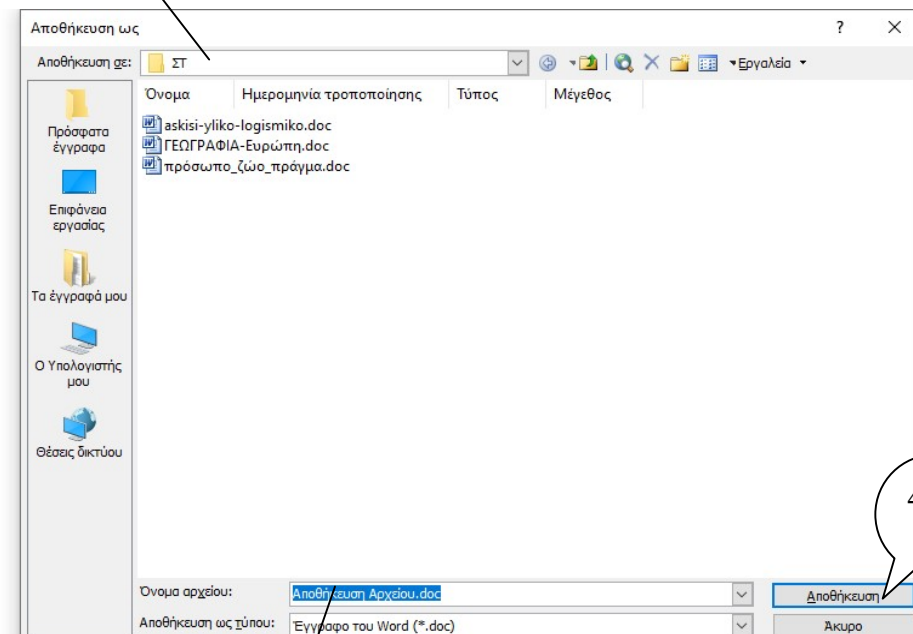 Αποθήκευση ως
?
Αποθήκευση σε: ΣΤ Εργαλεία
Όνομα Ημερομηνία τροποποίησης Τύπος Μέγεθος
askisi-yliko-logismiko.doc
ΓΕΩΓΡΑΦΙΑ-Ευρώπη.doc
πρόσωπο_ζώο_πράγμα.doc
Πρόσφατα
έγγραφα
Επιφάνεια
εργασίας
Τα έγγραφά μου
Ο Υπολογιστής
μου
Θέσεις δικτύου
4
Όνομα αρχείου: Αποθήκευση Αρχείου.doc Αποθήκευση
Αποθήκευση ως τύπου: Έγγραφο του Word (*.doc) Άκυρο